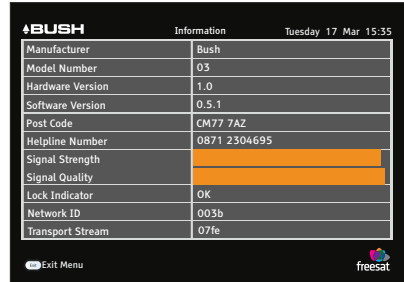 BUSH Information Tuesday 17 Mar 15:35
Manufacturer Bush
Model Number 03
Hardware Version 1.0
Software Version 0.5.1
Post Code CM77 7AZ
Helpline Number 0871 2304695
Signal Strength
Signal Quality
Lock Indicator OK
Network ID 003b
Transport Stream 07fe
Exit Exit Menu freesat